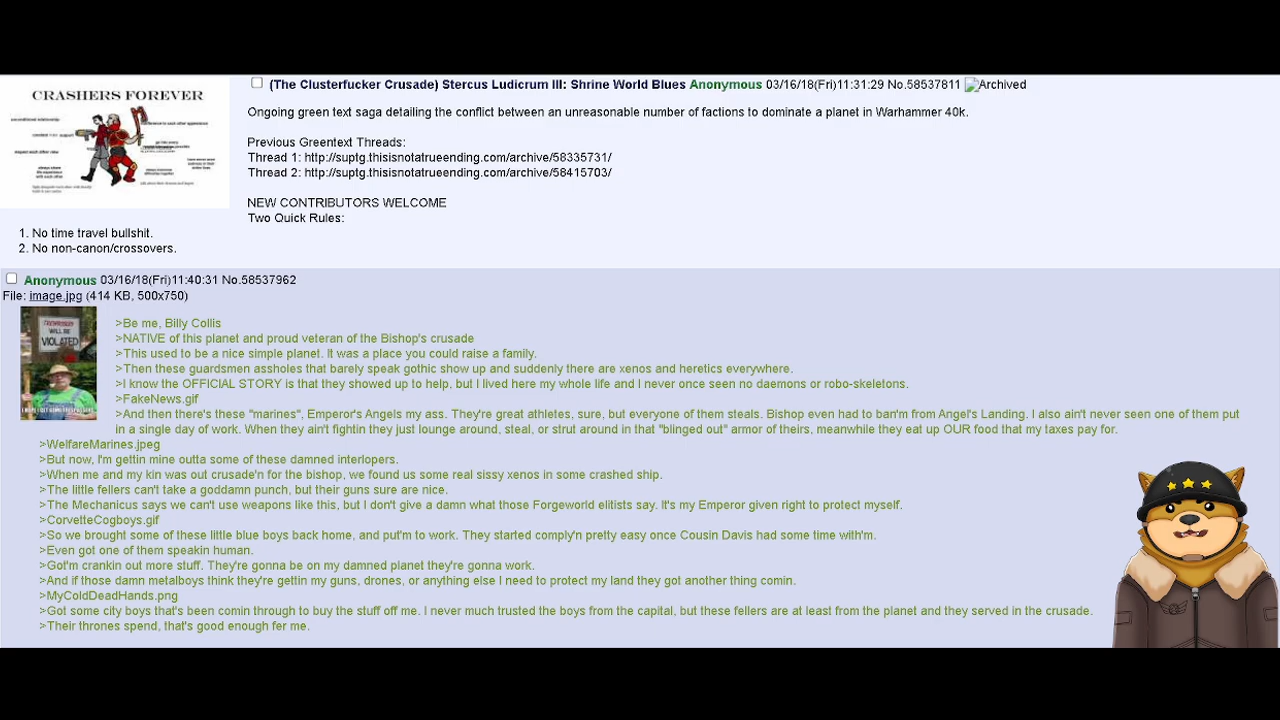 CRASHERS FOREVER
(The Clusterfucker Crusade) Stercus Ludicrum III: Shrine World Blues Anonymous 03/16/18(Fri)11:31:29 No.58537811 Archived
Ongoing green text saga detailing the conflict between an unreasonable number of factions to dominate a planet in Warhammer 40k.
Previous Greentext Threads:
Thread 1: http://suptg.thisisnotatrueending.com/archive/58335731/
Thread 2: http://suptg.thisisnotatrueending.com/archive/58415703/
NEW CONTRIBUTORS WELCOME
Two Quick Rules:
1. No time travel bullshit.
2. No non-canon/crossovers.
Anonymous 03/16/18(Fri)11:40:31 No.58537962
File: image.jpg (414 KB, 500x750)
WILL BE
VIOLATED
>Be me, Billy Collis
>NATIVE of this planet and proud veteran of the Bishop's crusade
>This used to be a nice simple planet. It was a place you could raise a family.
>Then these guardsmen assholes that barely speak gothic show up and suddenly there are xenos and heretics everywhere.
>I know the OFFICIAL STORY is that they showed up to help, but I lived here my whole life and I never once seen no daemons or robo-skeletons.
>FakeNews.gif
>And then there's these "marines", Emperor's Angels my ass. They're great athletes, sure, but everyone of them steals. Bishop even had to ban'm from Angel's Landing. I also ain't never seen one of them put
in a single day of work. When they ain't fightin they just lounge around, steal, or strut around in that "blinged out" armor of theirs, meanwhile they eat up OUR food that my taxes pay for.
>WelfareMarines.jpeg
>But now, I'm gettin mine outta some of these damned interlopers.
>When me and my kin was out crusade'n for the bishop, we found us some real sissy xenos in some crashed ship.
>The little fellers can't take a goddamn punch, but their guns sure are nice.
>The Mechanicus says we can't use weapons like this, but I don't give a damn what those Forgeworld elitists say. It's my Emperor given right to protect myself.
>CorvetteCogboys.gif
>So we brought some of these little blue boys back home, and put'm to work. They started comply'n pretty easy once Cousin Davis had some time with'm.
>Even got one of them speakin human.
>Got'm crankin out more stuff. They're gonna be on my damned planet they're gonna work.
>And if those damn metalboys think they're gettin my guns, drones, or anything else I need to protect my land they got another thing comin.
>MyColdDeadHands.png
>Got some city boys that's been comin through to buy the stuff off me. I never much trusted the boys from the capital, but these fellers are at least from the planet and they served in the crusade.
>Their thrones spend, that's good enough fer me.